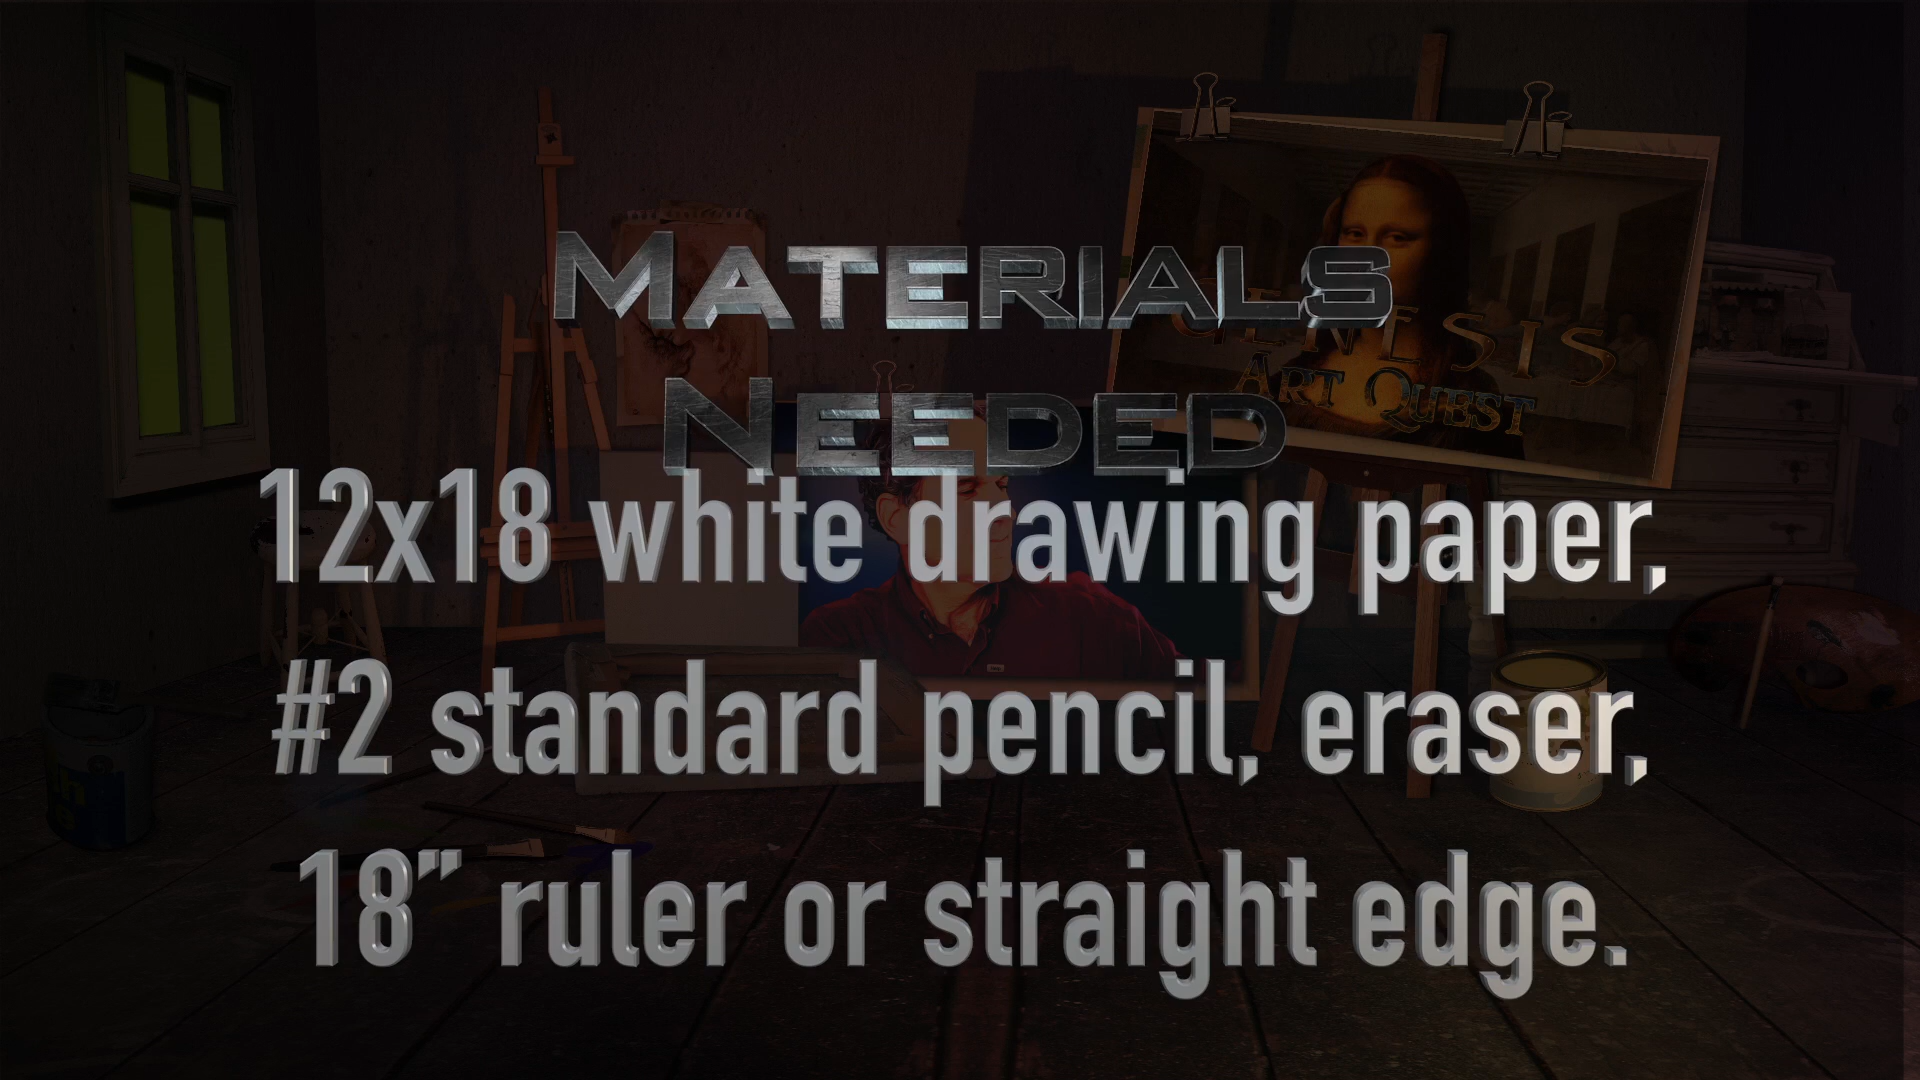 MATERIALS
NEEDED
GENESIS
ART QUEST
12x18 white drawing paper,
#2 standard pencil, eraser,
18” ruler or straight edge.